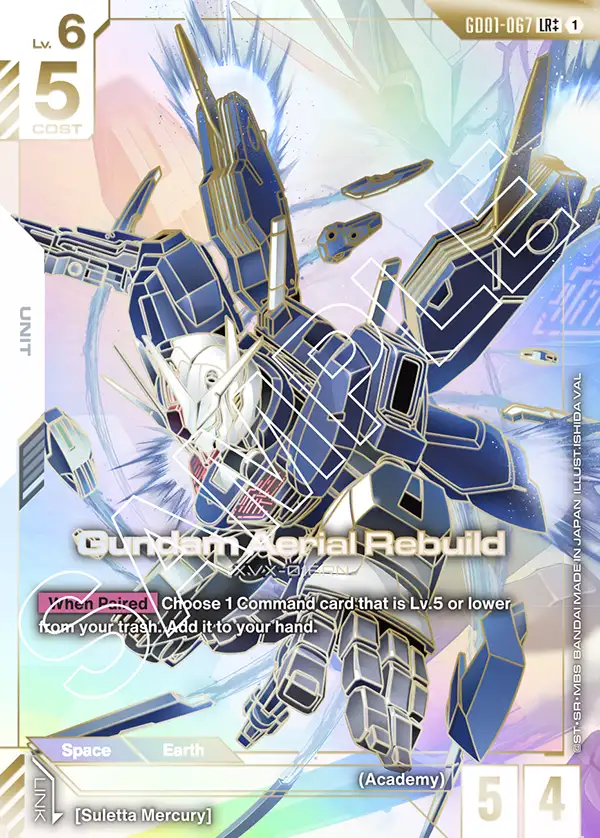 Lv. 6
GD01-067 LR++ 1
5
COST
UNIT
SAMPLE
Gundam Aerial Rebuild
XVX-016RN
When Paired Choose 1 Command card that is Lv.5 or lower
from your trash. Add it to your hand.
©ST・SR・MBS BANDAI MADE IN JAPAN ILLUST.ISHIDA VAL
Space Earth
(Academy)
LINK
[Suletta Mercury]
5 4